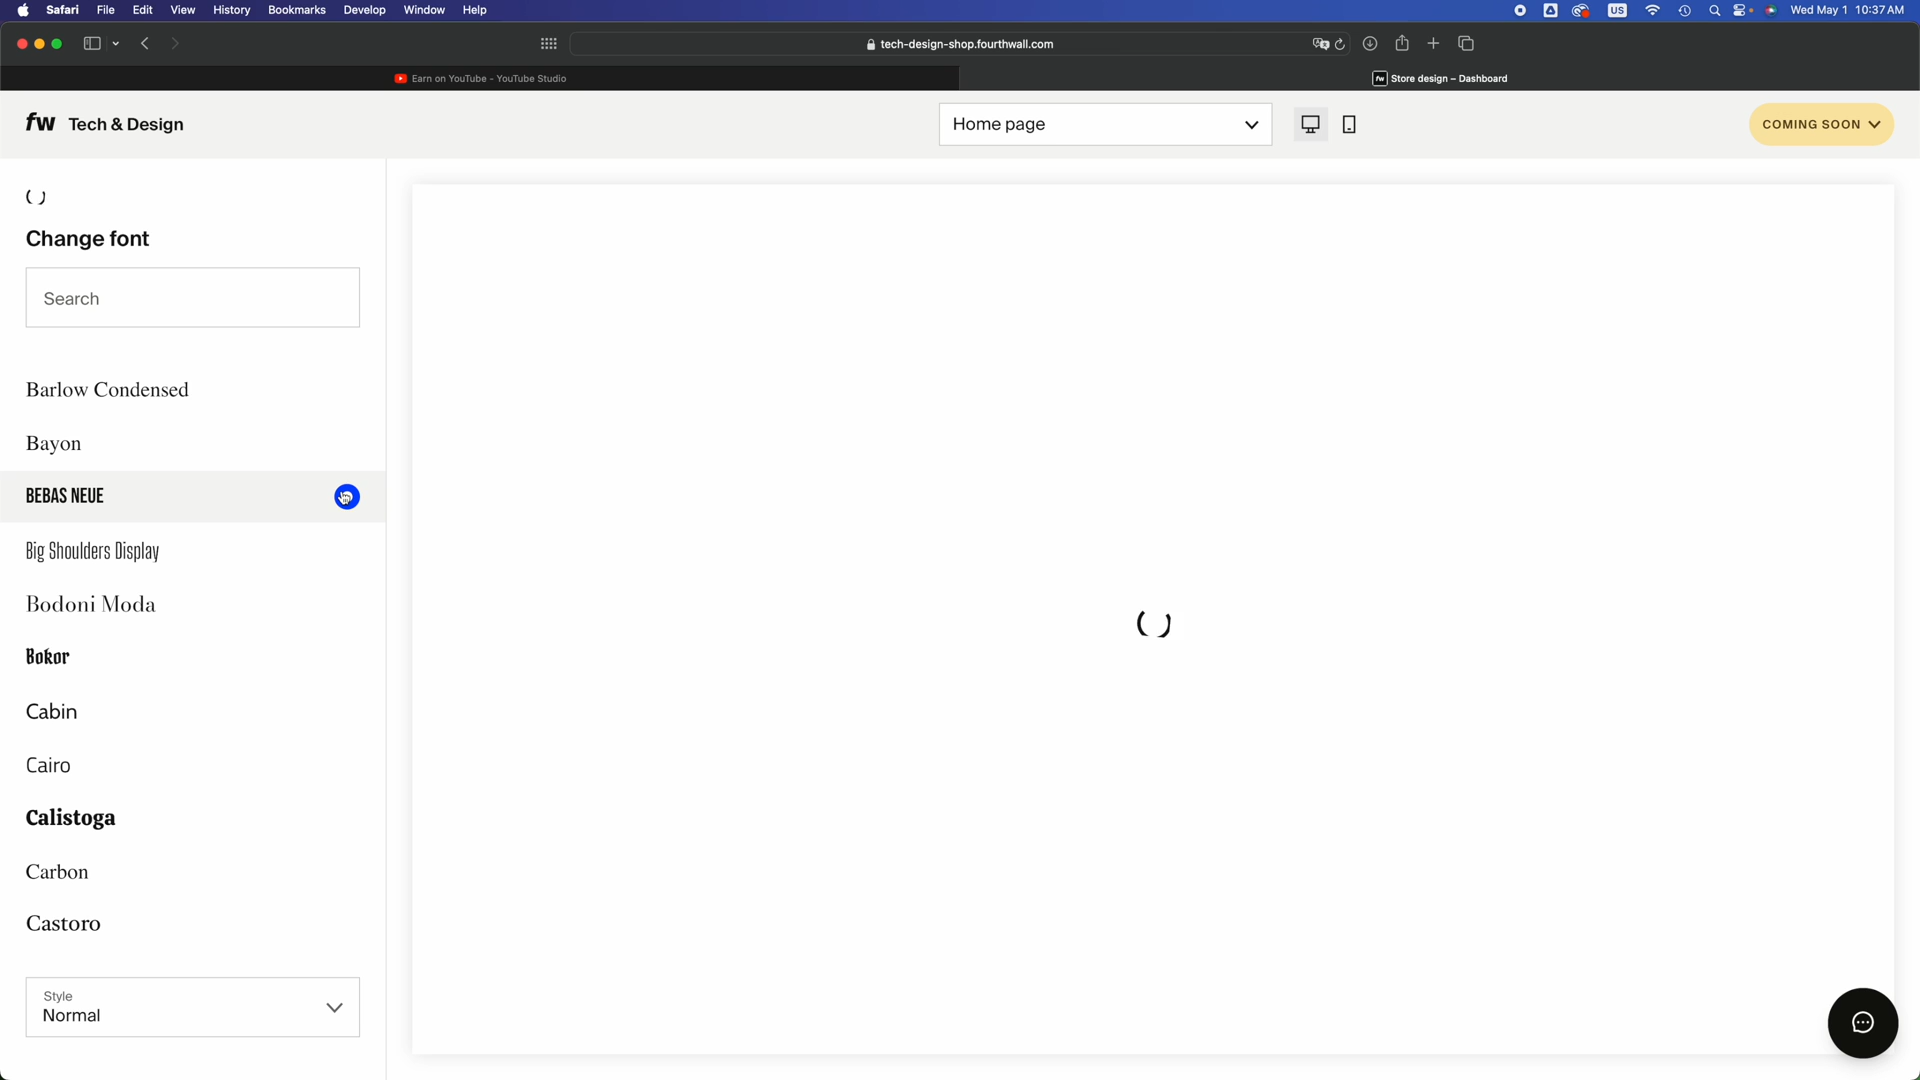 Safari File Edit View History Bookmarks Develop Window Help US Wed May 1 10:37 AM
tech-design-shop.fourthwall.com
Earn on YouTube - YouTube Studio
fw Store design – Dashboard
fw Tech & Design
Home page
COMING SOON
Change font
Search
Barlow Condensed
Bayon
BEBAS NEUE
Big Shoulders Display
Bodoni Moda
Bokor
Cabin
Cairo
Calistoga
Carbon
Castoro
Style
Normal